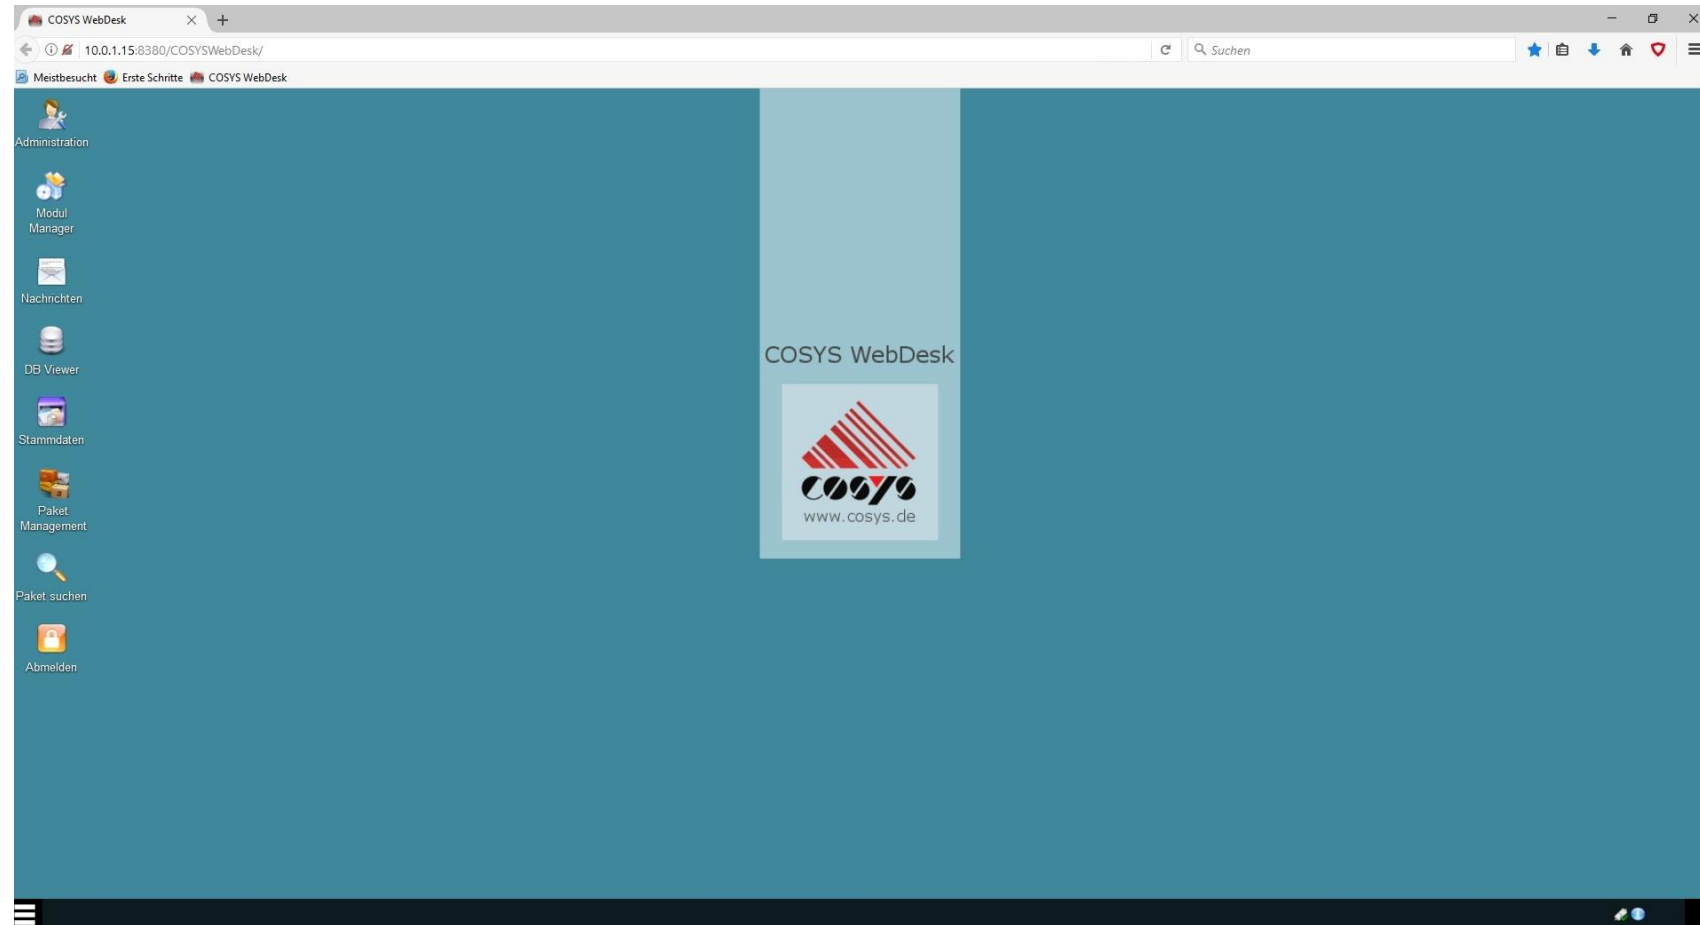 COSYS WebDesk
10.0.1.15:8380/COSYSWebDesk/
Suchen
Meistbesucht Erste Schritte COSYS WebDesk
Administration
Modul
Manager
Nachrichten
DB Viewer
Stammdaten
Paket
Management
Paket suchen
Abmelden
COSYS WebDesk
COSYS
www.cosys.de